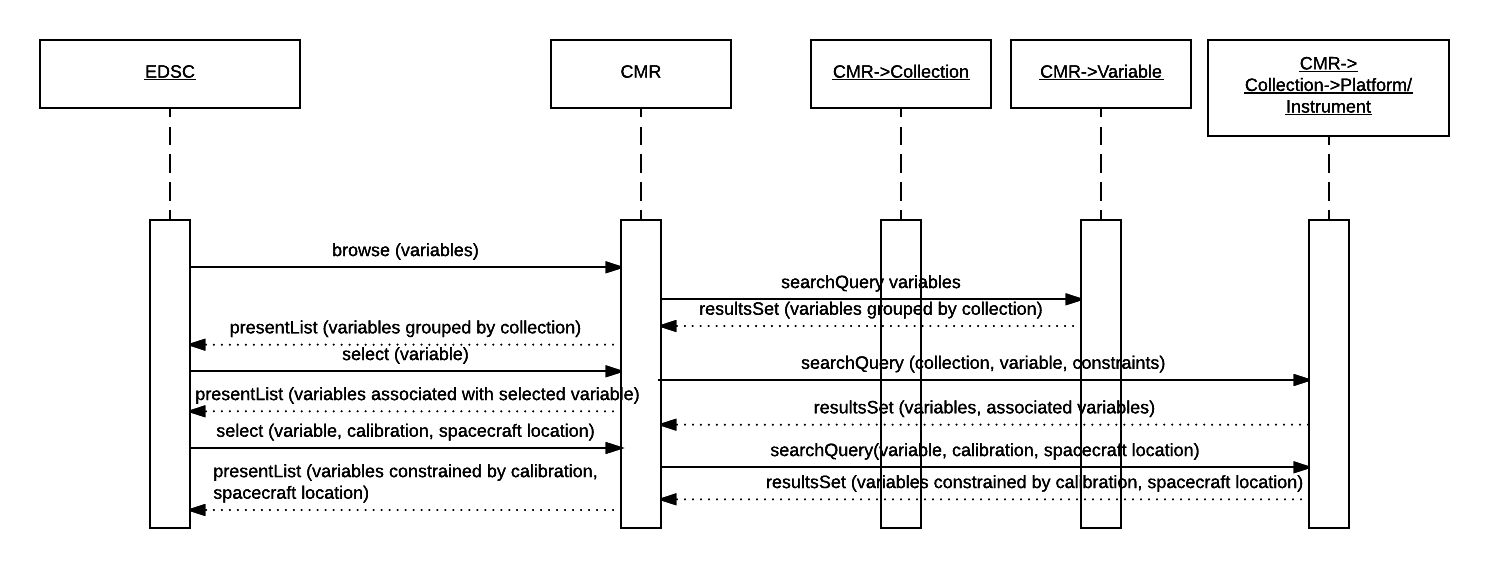 EDSC
CMR
CMR->Collection
CMR->Variable
CMR->
Collection->Platform/
Instrument
browse (variables)
searchQuery variables
resultsSet (variables grouped by collection)
presentList (variables grouped by collection)
select (variable)
searchQuery (collection, variable, constraints)
presentList (variables associated with selected variable)
resultsSet (variables, associated variables)
select (variable, calibration, spacecraft location)
searchQuery(variable, calibration, spacecraft location)
presentList (variables constrained by calibration,
spacecraft location)
resultsSet (variables constrained by calibration, spacecraft location)